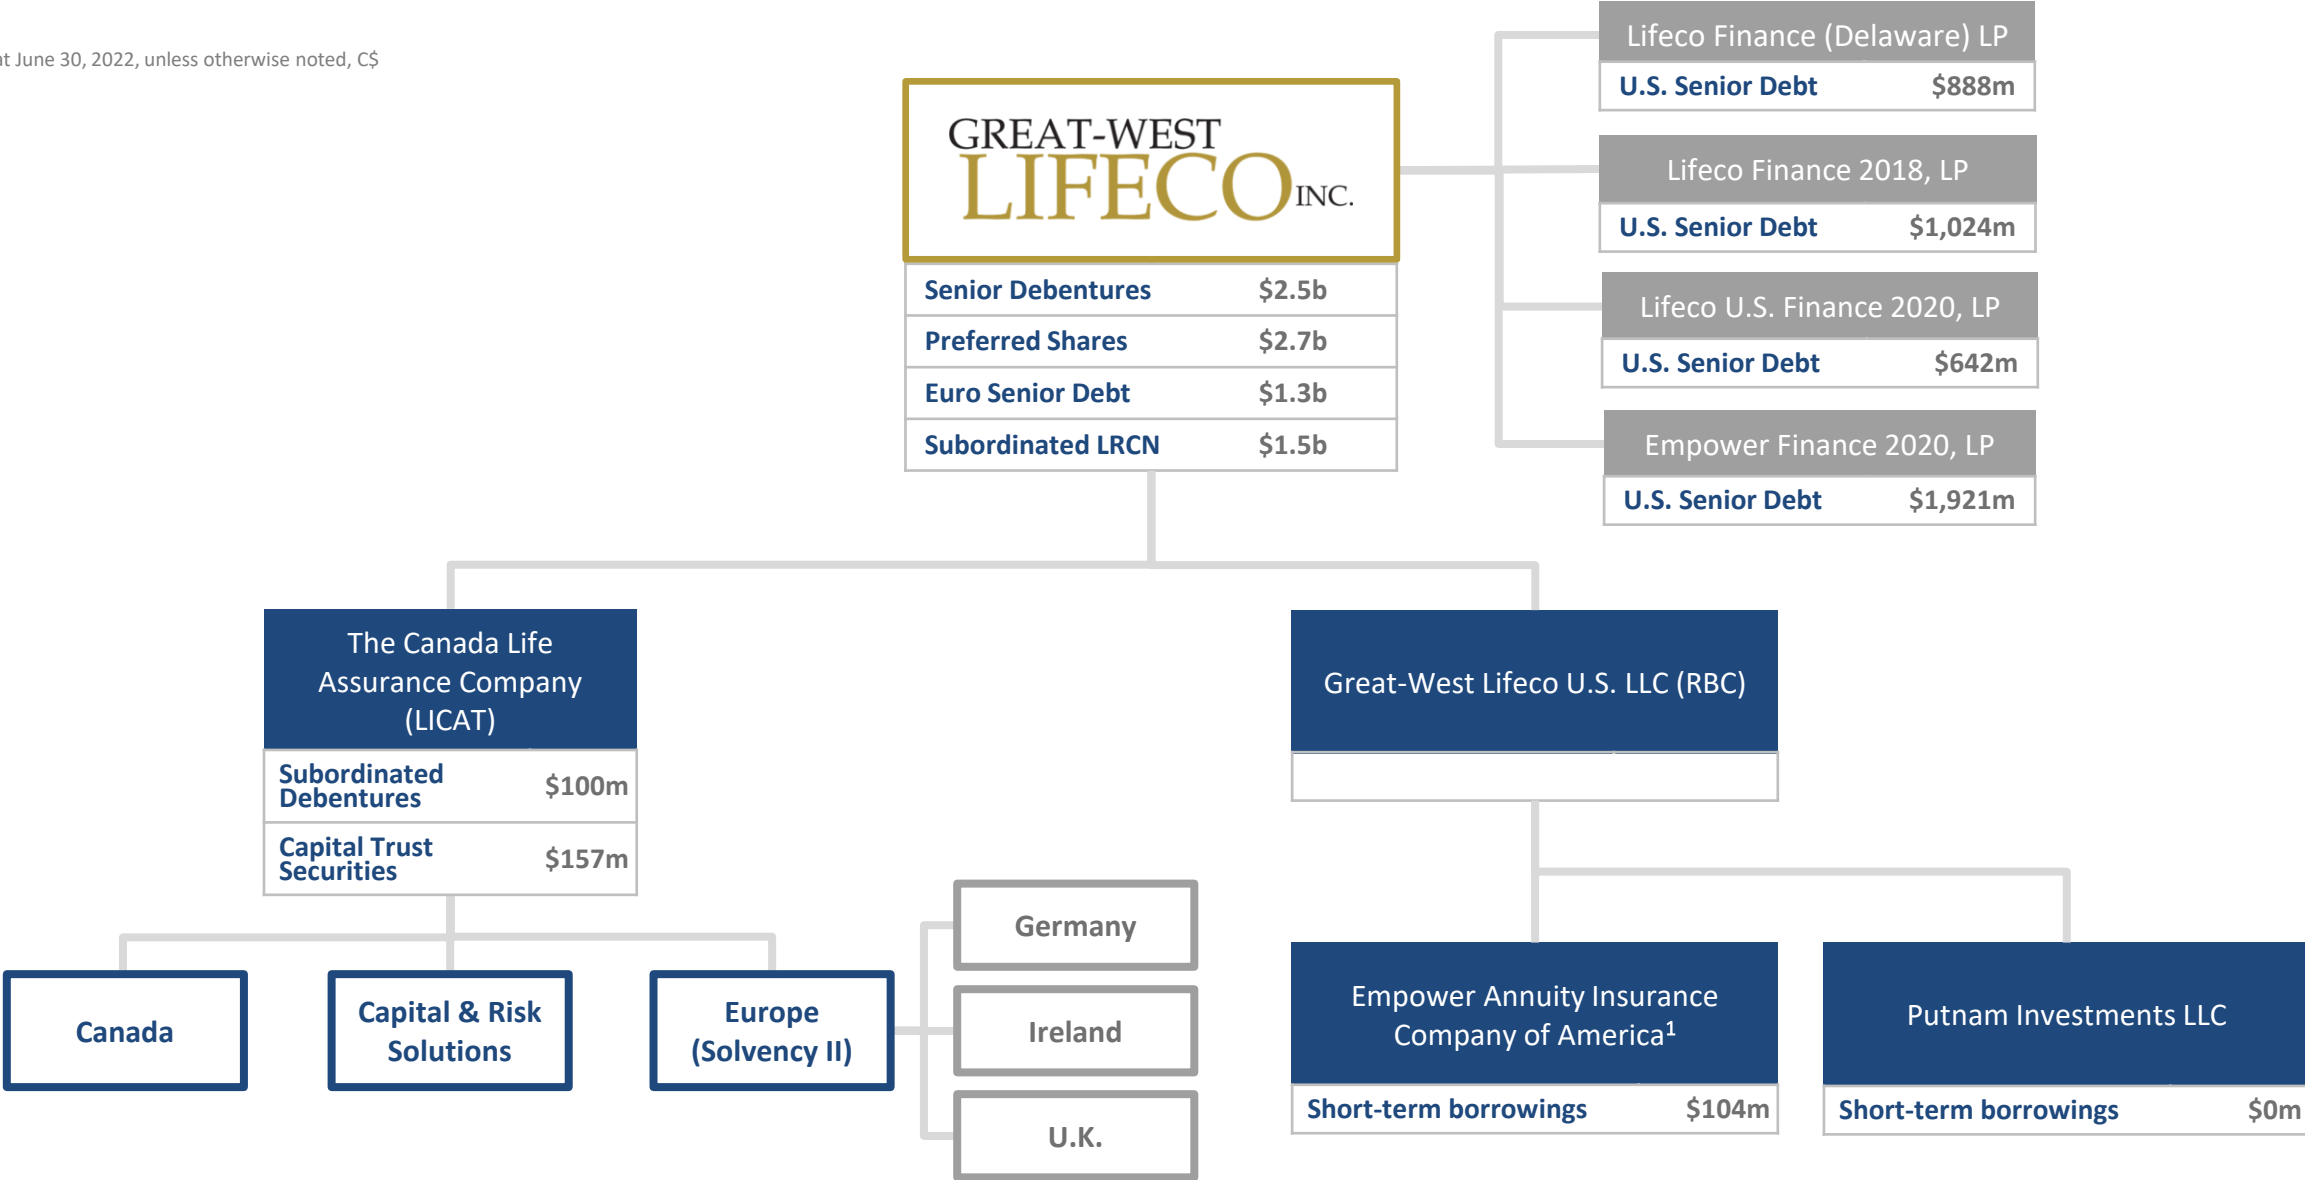 at June 30, 2022, unless otherwise noted, C$
GREAT-WEST
LIFECO INC.
Senior Debentures $2.5b
Preferred Shares $2.7b
Euro Senior Debt $1.3b
Subordinated LRCN $1.5b
Lifeco Finance (Delaware) LP
U.S. Senior Debt $888m
Lifeco Finance 2018, LP
U.S. Senior Debt $1,024m
Lifeco U.S. Finance 2020, LP
U.S. Senior Debt $642m
Empower Finance 2020, LP
U.S. Senior Debt $1,921m
The Canada Life
Assurance Company
(LICAT)
Subordinated
Debentures $100m
Capital Trust
Securities $157m
Great-West Lifeco U.S. LLC (RBC)
Canada
Capital & Risk
Solutions
Europe
(Solvency II)
Germany
Ireland
U.K.
Empower Annuity Insurance
Company of America¹
Short-term borrowings $104m
Putnam Investments LLC
Short-term borrowings $0m